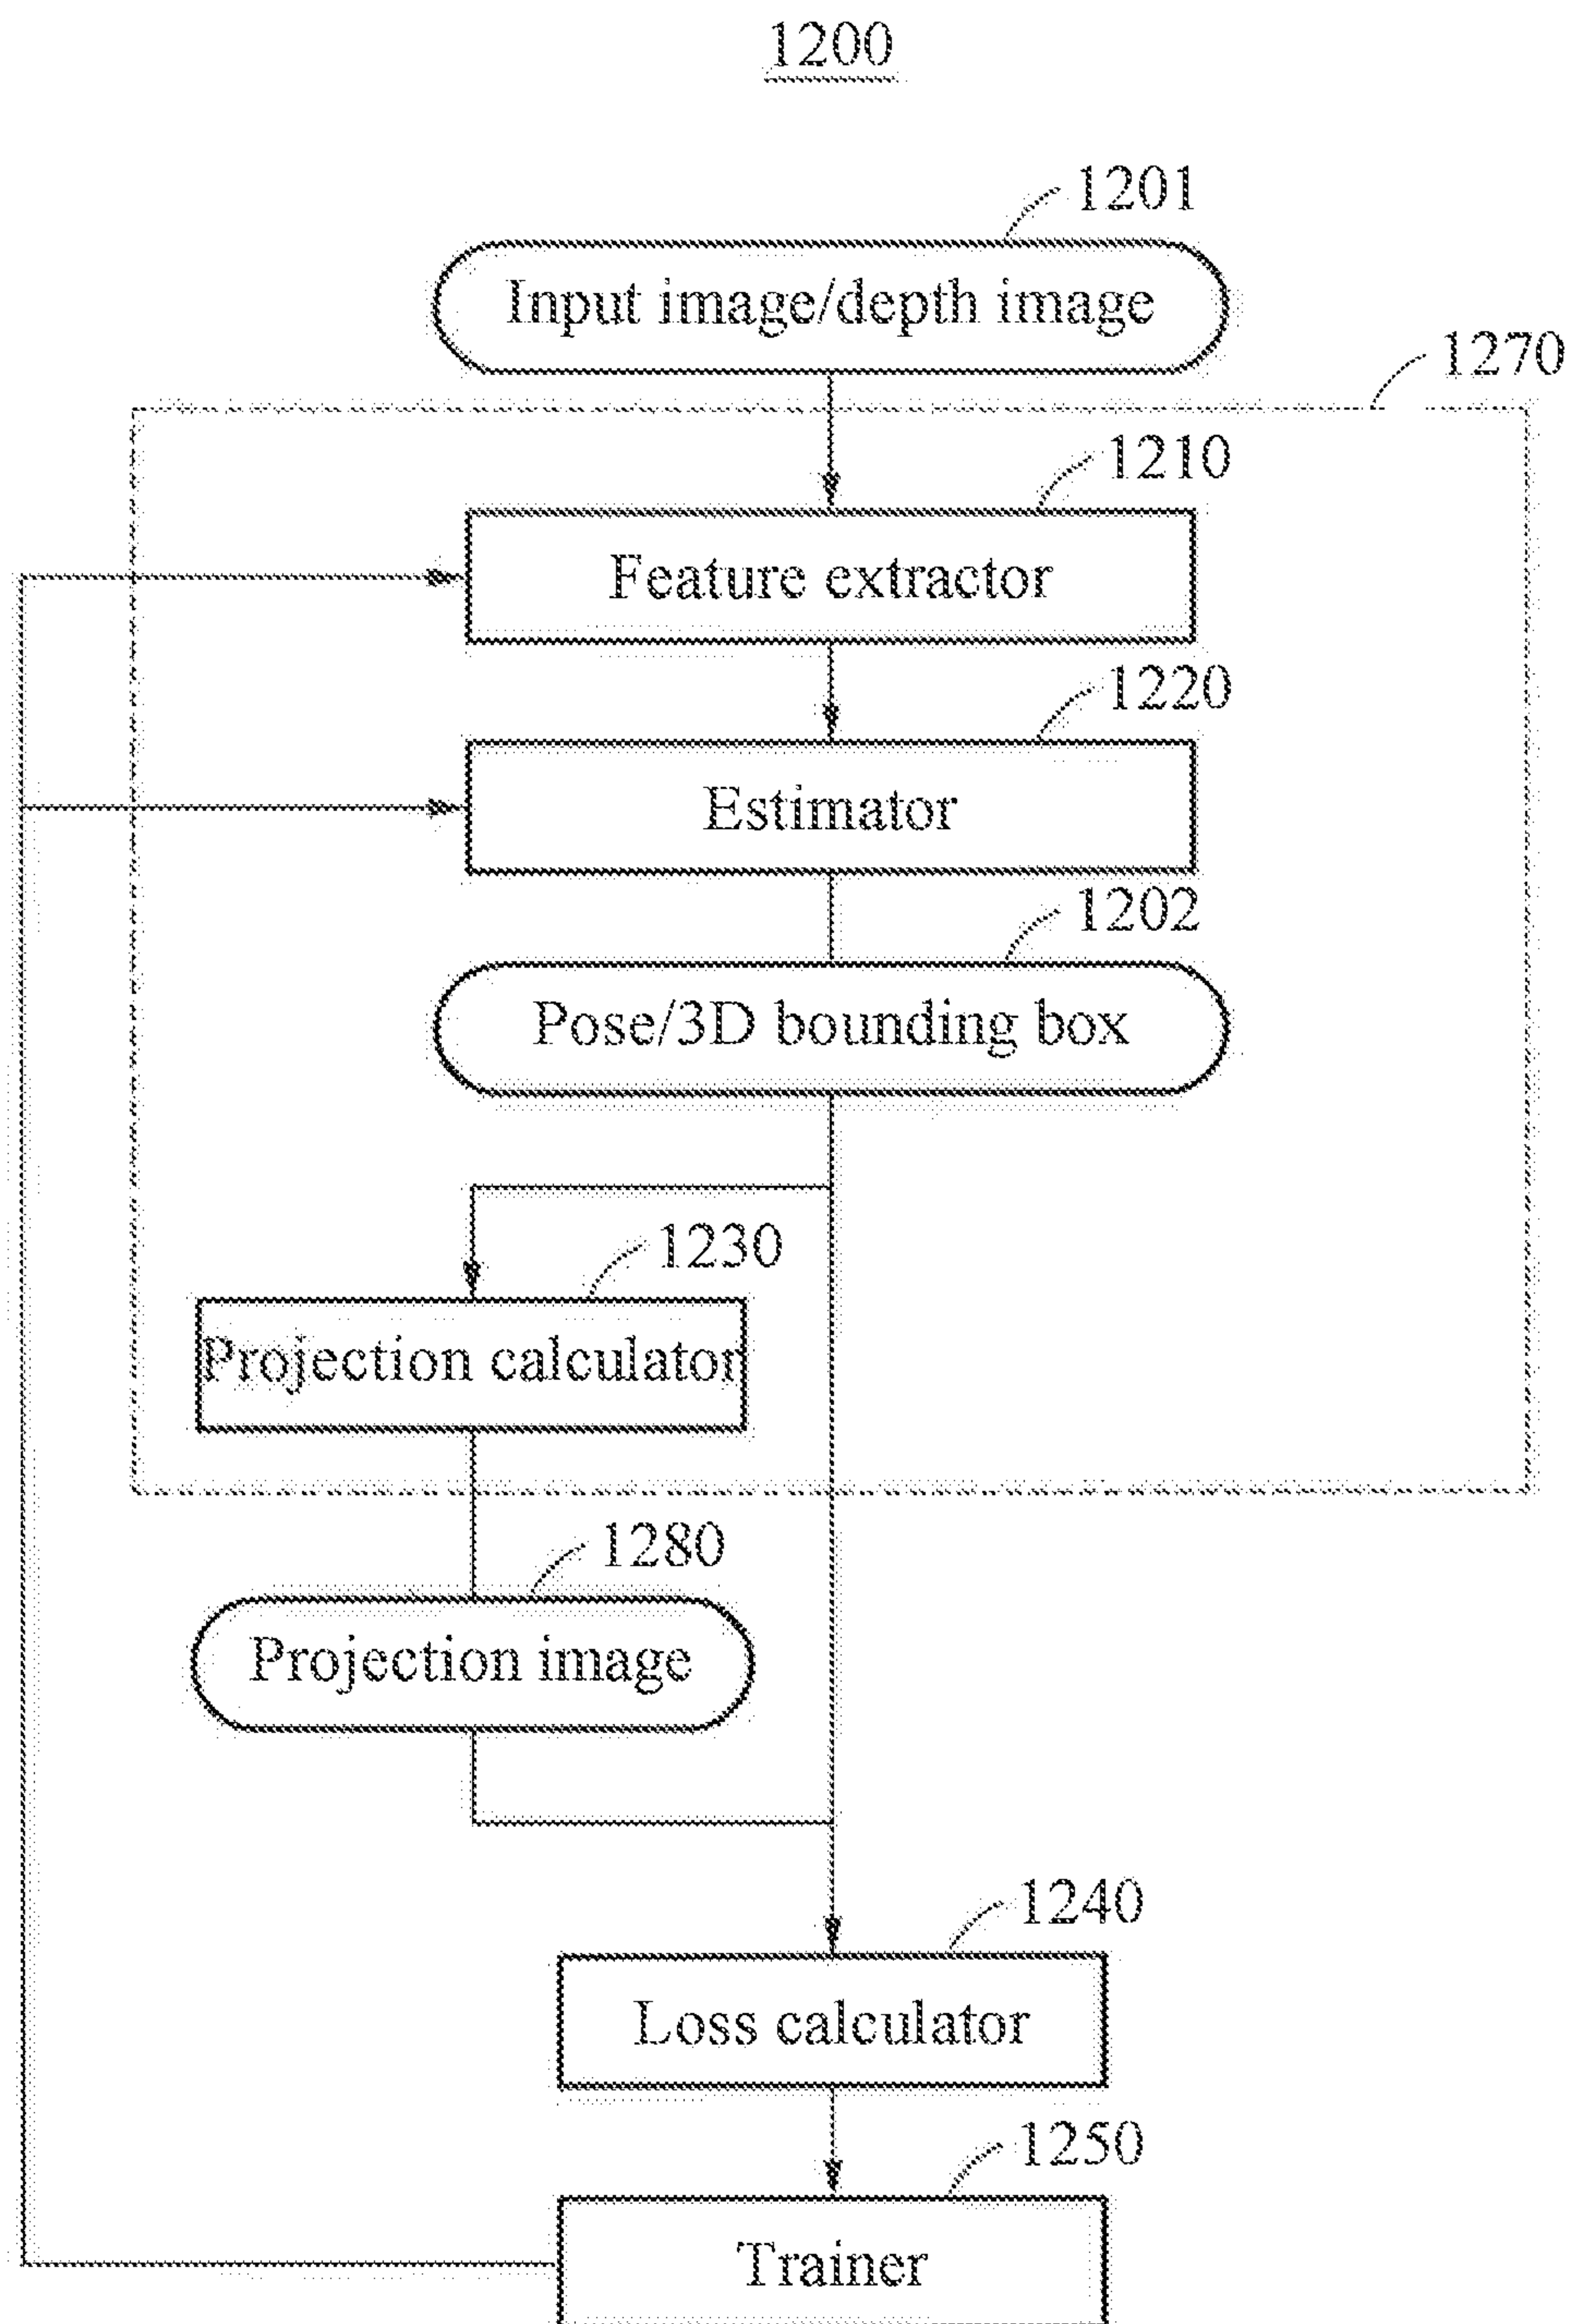 1200
1201
Input image/depth image
1270
1210
Feature extractor
1220
Estimator
1202
Pose/3D bounding box
1230
Projection calculator
1280
Projection image
1240
Loss calculator
1250
Trainer